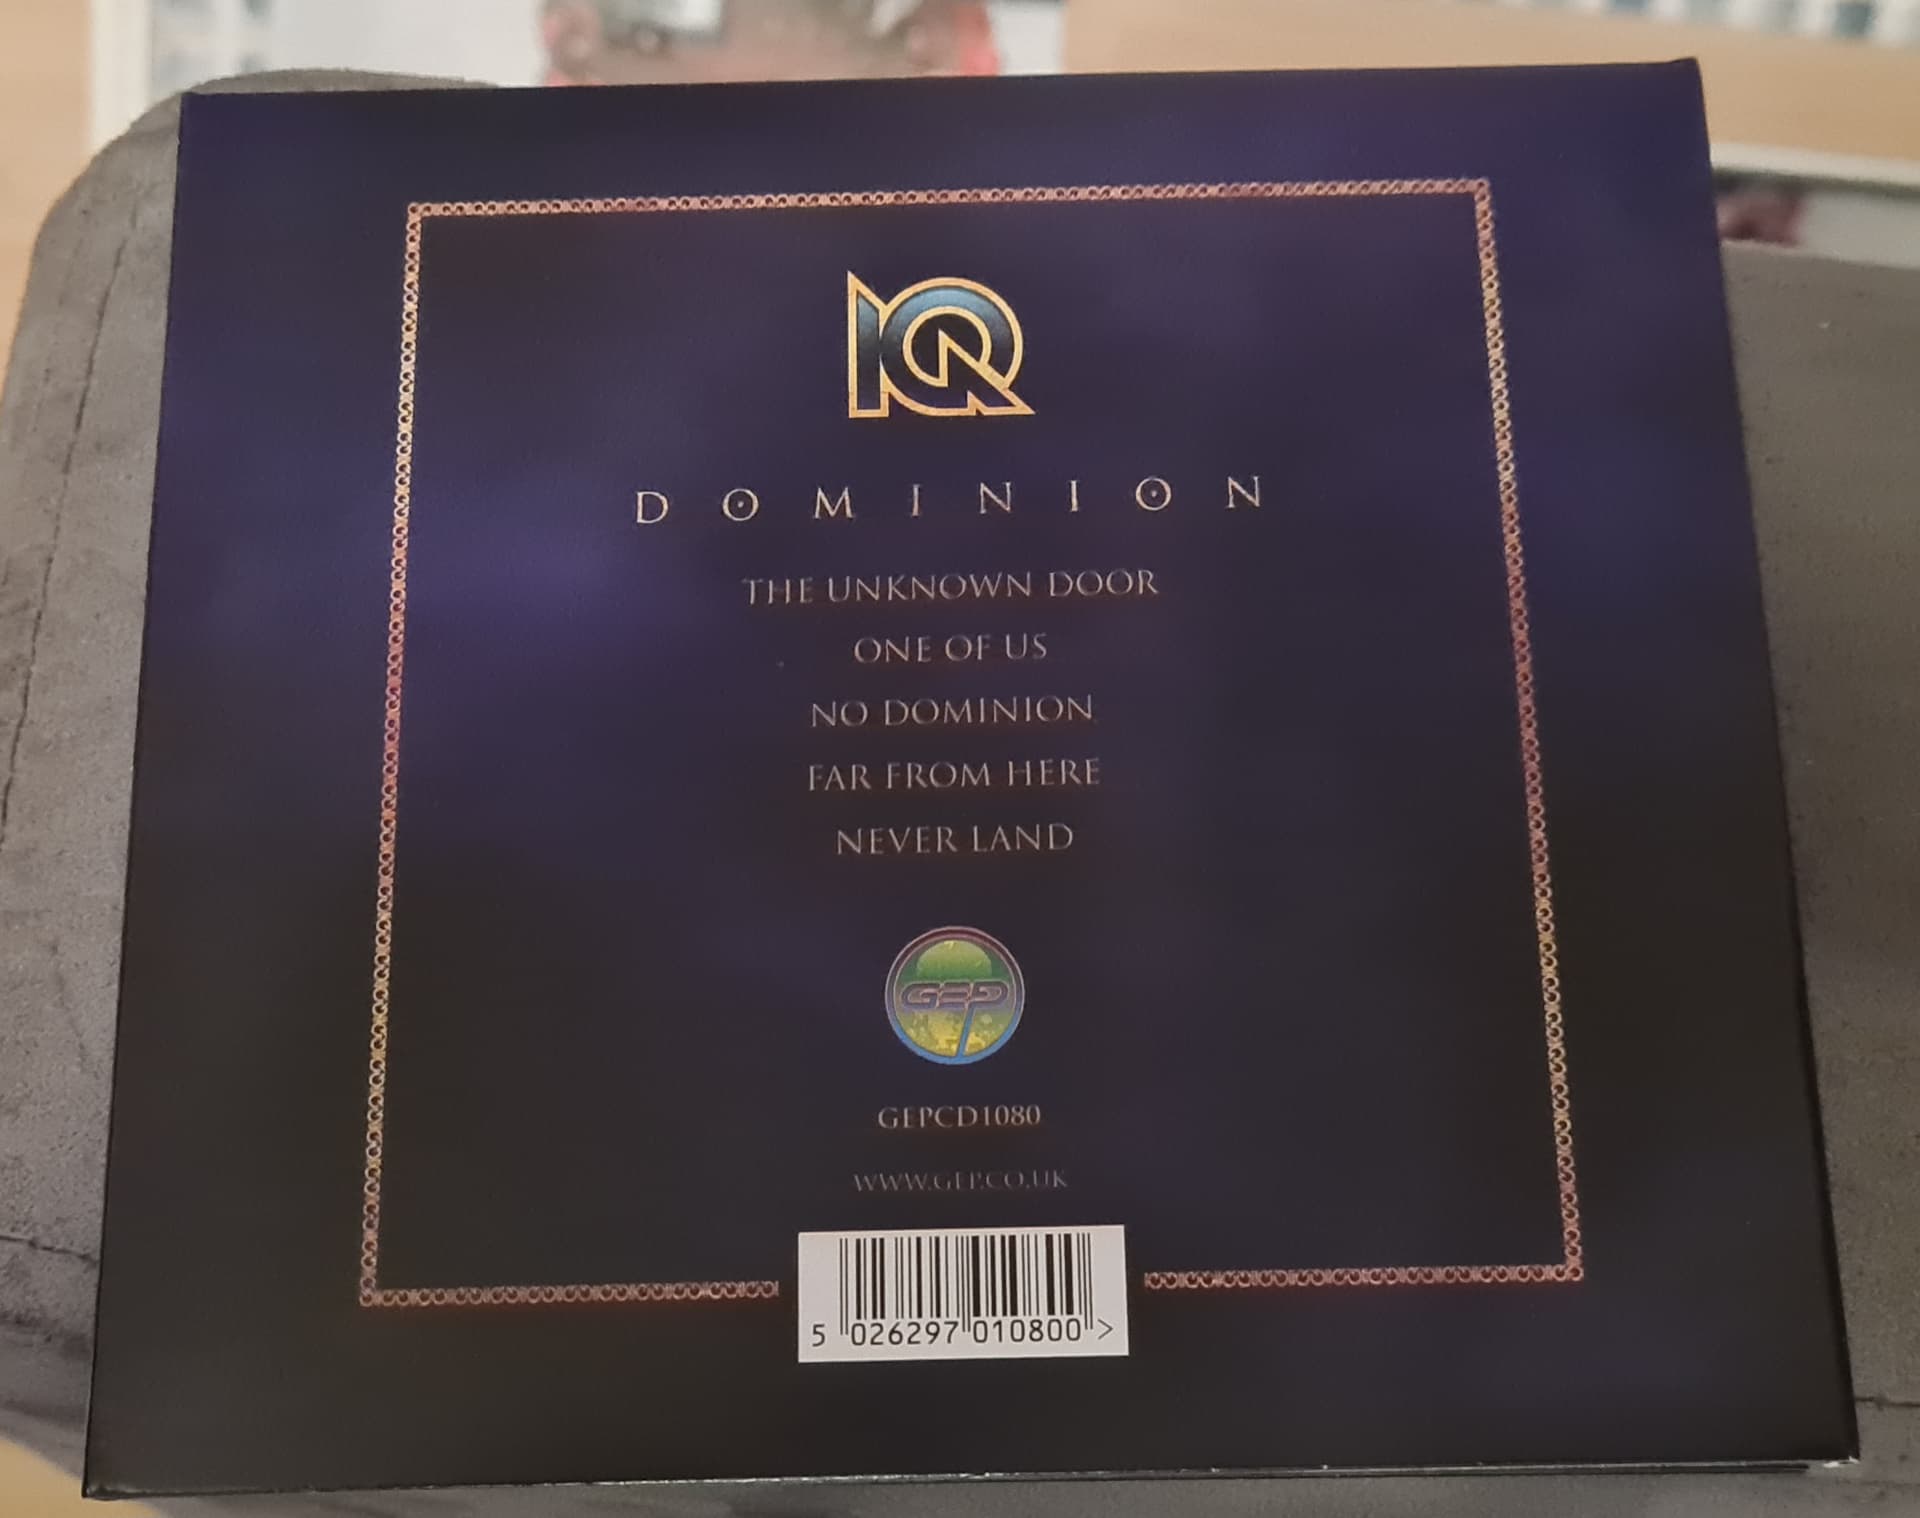 IQ
DOMINION
THE UNKNOWN DOOR
ONE OF US
NO DOMINION
FAR FROM HERE
NEVER LAND
GEP
GEPCD1080
WWW.GEP.CO.UK
5 026297 010800 >